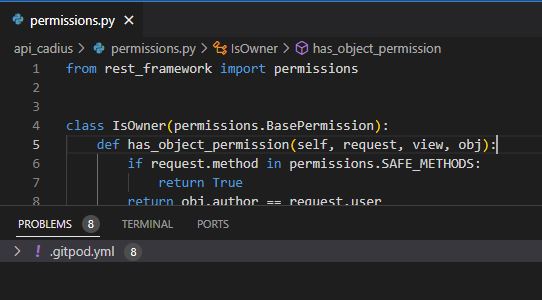 permissions.py
api_cadius > permissions.py > IsOwner > has_object_permission
1 from rest_framework import permissions
2
3
4 class IsOwner(permissions.BasePermission):
5 def has_object_permission(self, request, view, obj):
6 if request.method in permissions.SAFE_METHODS:
7 return True
8 return obj.author == request.user
PROBLEMS 8 TERMINAL PORTS
> ! .gitpod.yml 8